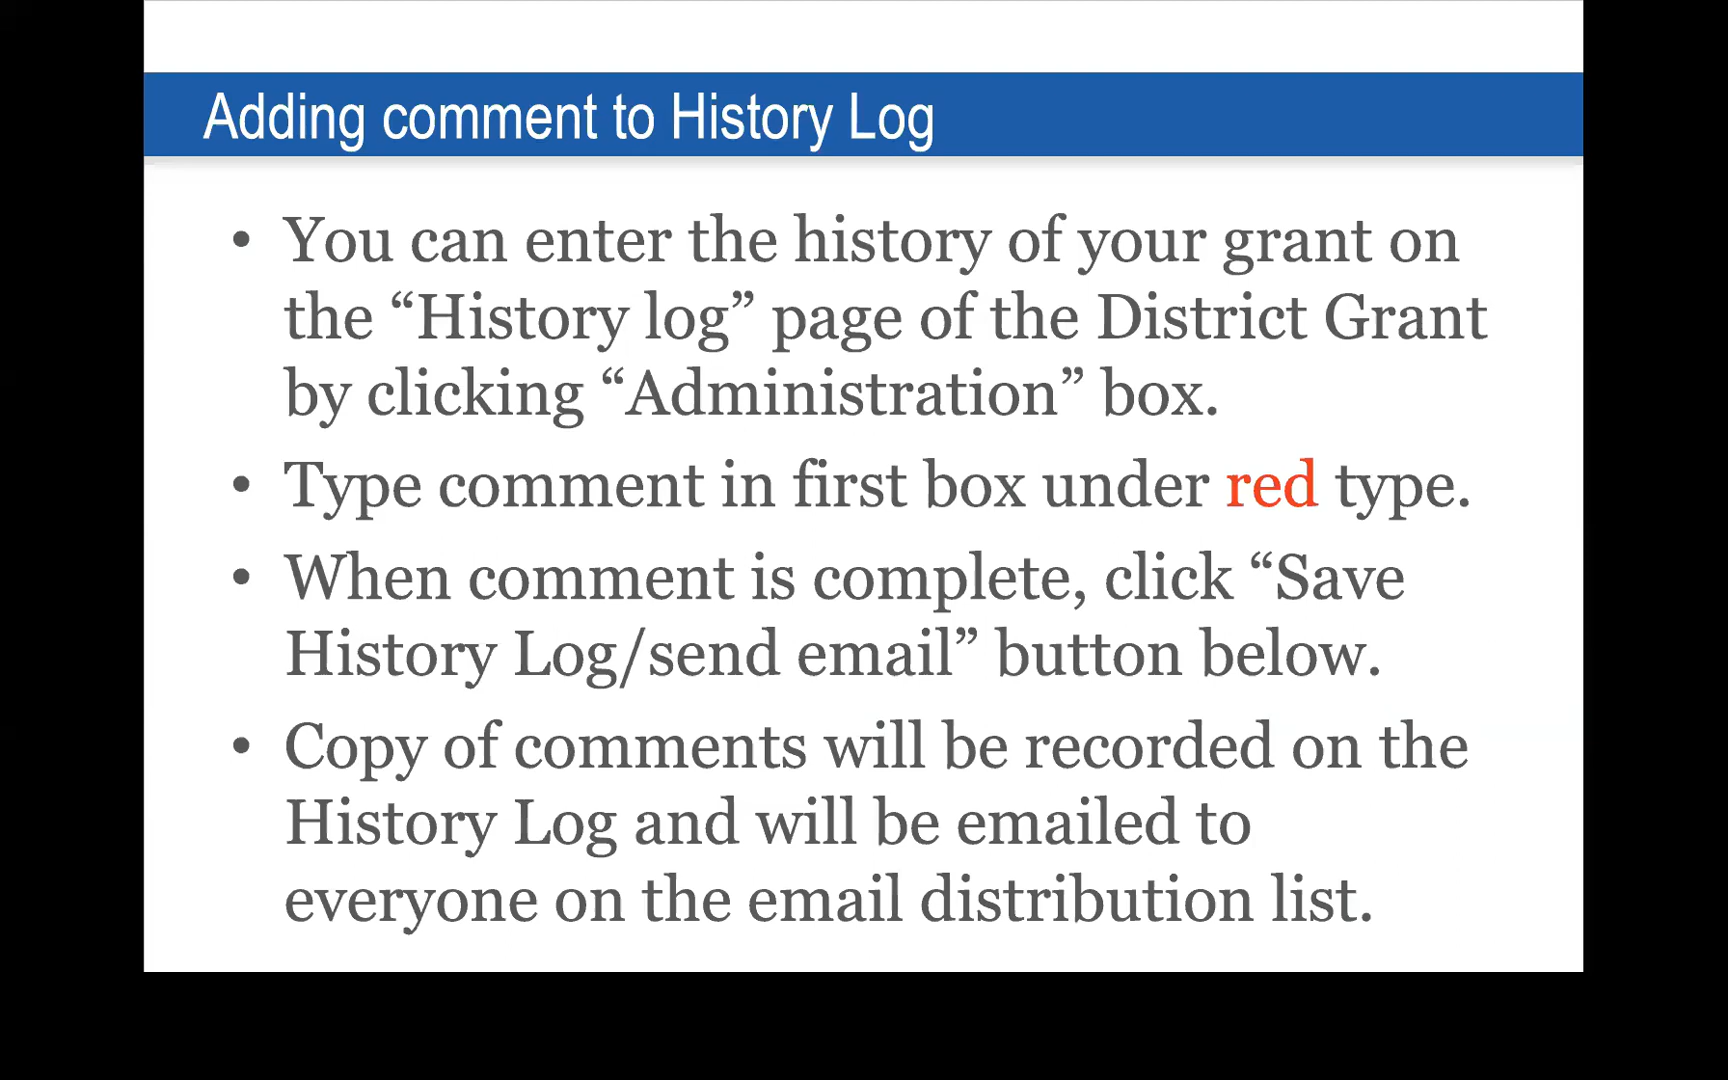 Adding comment to History Log
• You can enter the history of your grant on
the “History log” page of the District Grant
by clicking “Administration” box.
• Type comment in first box under red type.
• When comment is complete, click “Save
History Log/send email” button below.
• Copy of comments will be recorded on the
History Log and will be emailed to
everyone on the email distribution list.